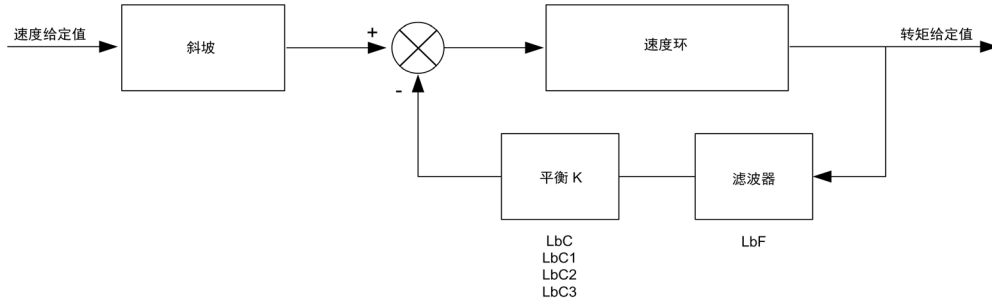 速度给定值
斜坡
+
-
速度环
转矩给定值
平衡 K
滤波器
LbC
LbC1
LbC2
LbC3
LbF